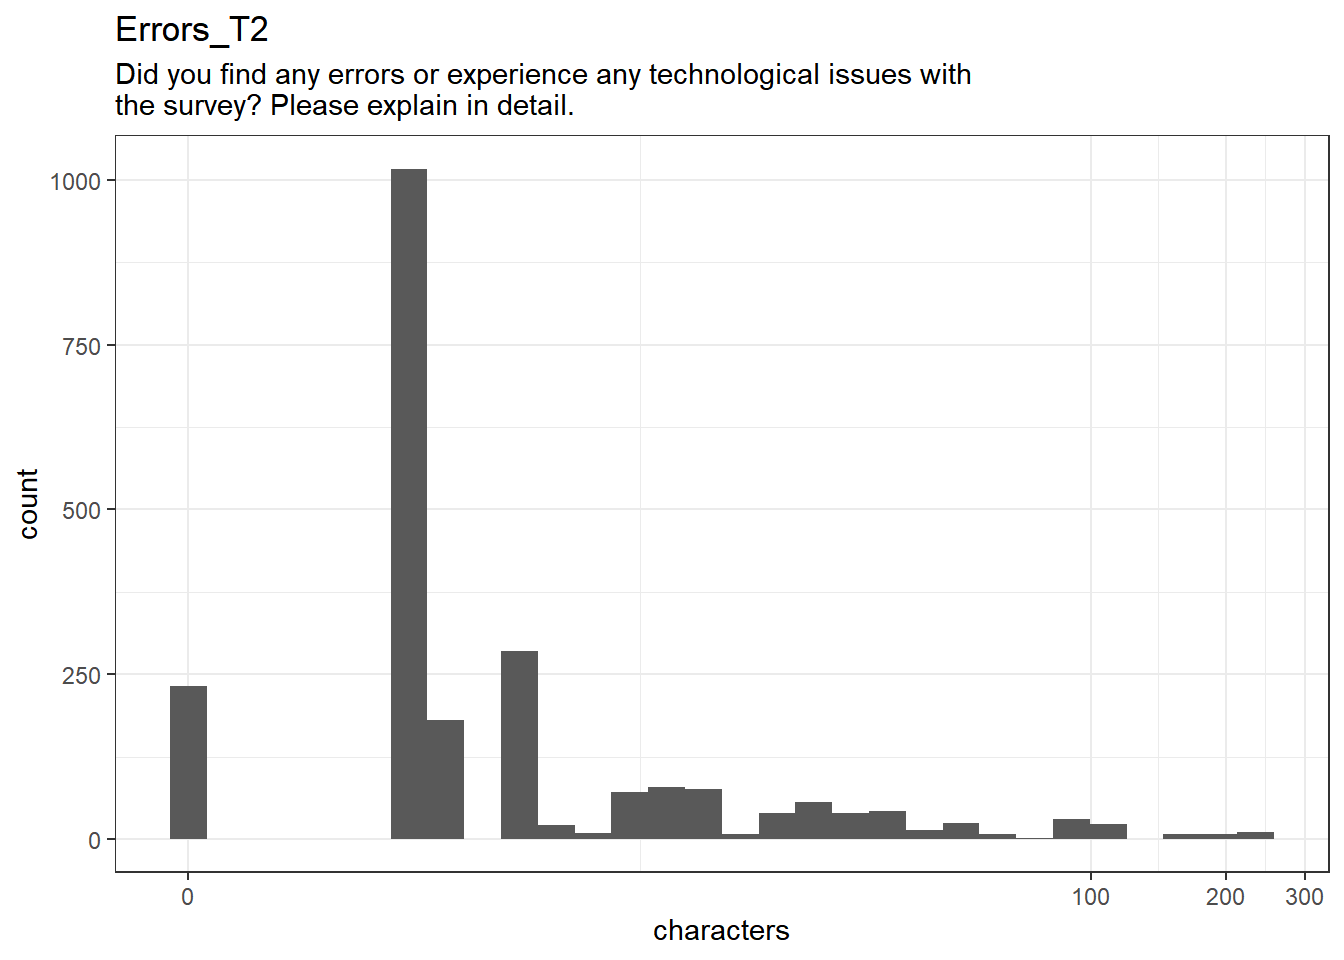 Errors_T2
Did you find any errors or experience any technological issues with
the survey? Please explain in detail.
1000
750
500
250
0
count
0 100 200 300
characters